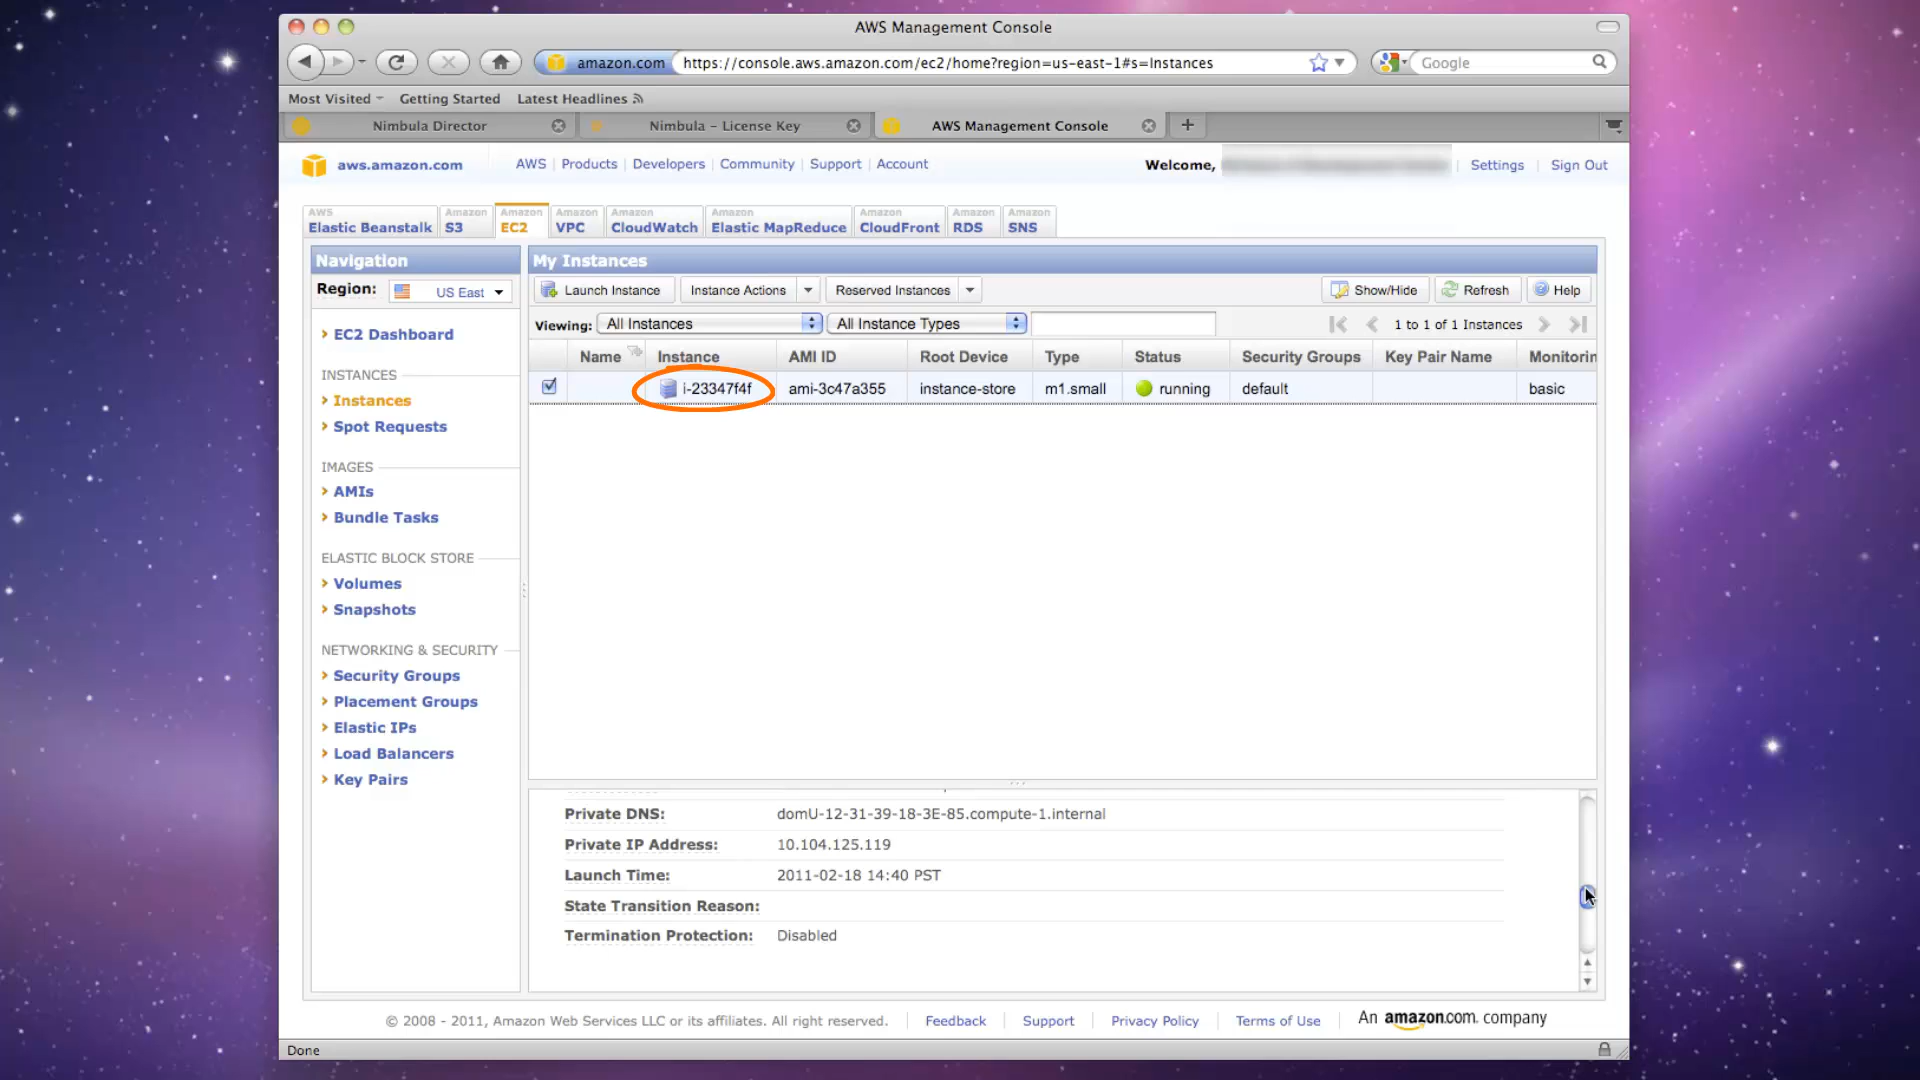 AWS Management Console
amazon.com https://console.aws.amazon.com/ec2/home?region=us-east-1#s=Instances Google
Most Visited Getting Started Latest Headlines
Nimbula Director Nimbula – License Key AWS Management Console
aws.amazon.com AWS Products Developers Community Support Account Welcome, Settings Sign Out
AWS Amazon Amazon Amazon Amazon Amazon Amazon Amazon Amazon
Elastic Beanstalk S3 EC2 VPC CloudWatch Elastic MapReduce CloudFront RDS SNS
Navigation
Region: US East
EC2 Dashboard
INSTANCES
Instances
Spot Requests
IMAGES
AMIs
Bundle Tasks
ELASTIC BLOCK STORE
Volumes
Snapshots
NETWORKING & SECURITY
Security Groups
Placement Groups
Elastic IPs
Load Balancers
Key Pairs
My Instances
Launch Instance Instance Actions Reserved Instances Show/Hide Refresh Help
Viewing: All Instances All Instance Types 1 to 1 of 1 Instances
Name Instance AMI ID Root Device Type Status Security Groups Key Pair Name Monitorin
i-23347f4f ami-3c47a355 instance-store m1.small running default basic
Private DNS: domU-12-31-39-18-3E-85.compute-1.internal
Private IP Address: 10.104.125.119
Launch Time: 2011-02-18 14:40 PST
State Transition Reason:
Termination Protection: Disabled
© 2008 - 2011, Amazon Web Services LLC or its affiliates. All right reserved. Feedback Support Privacy Policy Terms of Use An amazon.com. company
Done